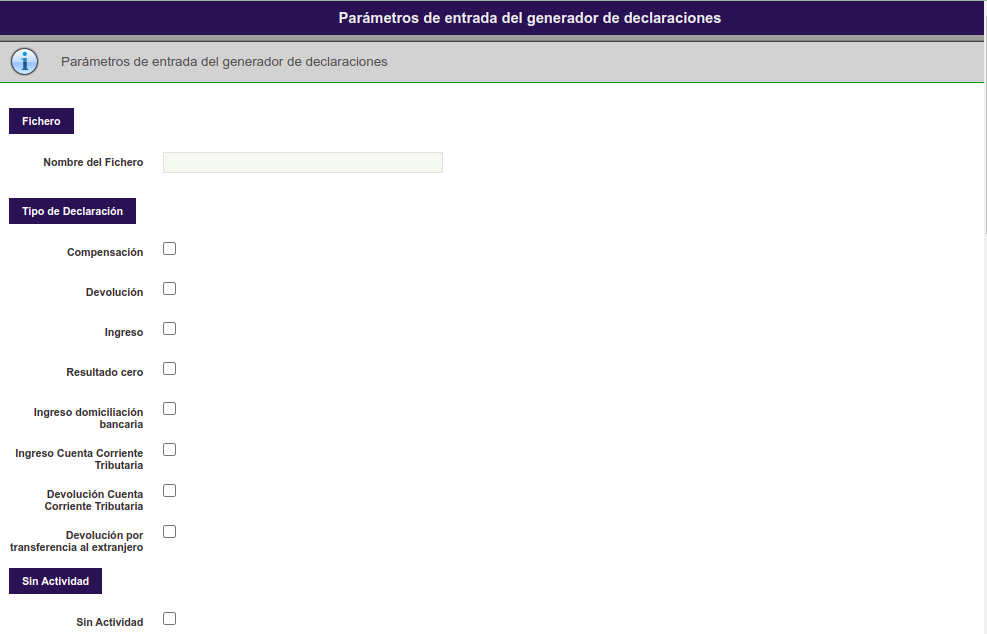 Parámetros de entrada del generador de declaraciones
Parámetros de entrada del generador de declaraciones
Fichero
Nombre del Fichero
Tipo de Declaración
Compensación
Devolución
Ingreso
Resultado cero
Ingreso domiciliación
bancaria
Ingreso Cuenta Corriente
Tributaria
Devolución Cuenta
Corriente Tributaria
Devolución por
transferencia al extranjero
Sin Actividad
Sin Actividad